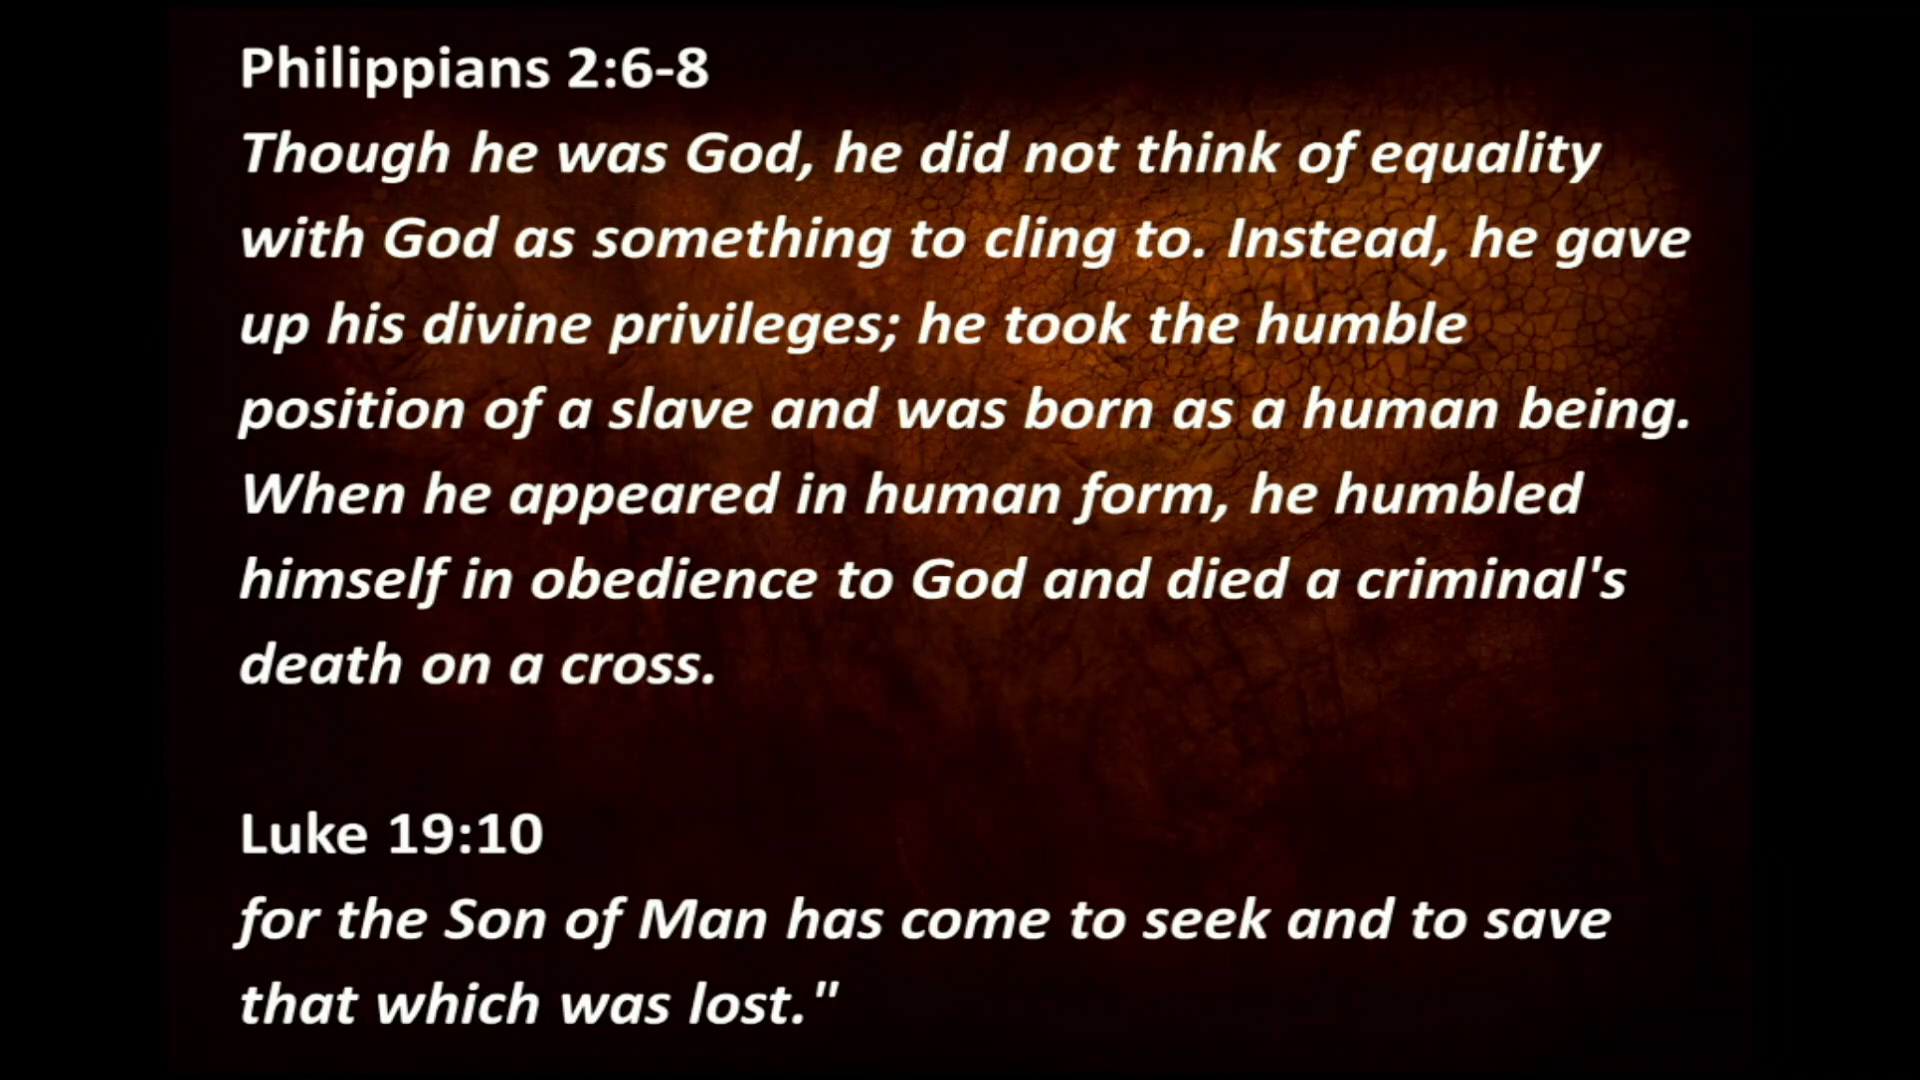 Philippians 2:6-8
Though he was God, he did not think of equality
with God as something to cling to. Instead, he gave
up his divine privileges; he took the humble
position of a slave and was born as a human being.
When he appeared in human form, he humbled
himself in obedience to God and died a criminal's
death on a cross.
Luke 19:10
for the Son of Man has come to seek and to save
that which was lost."